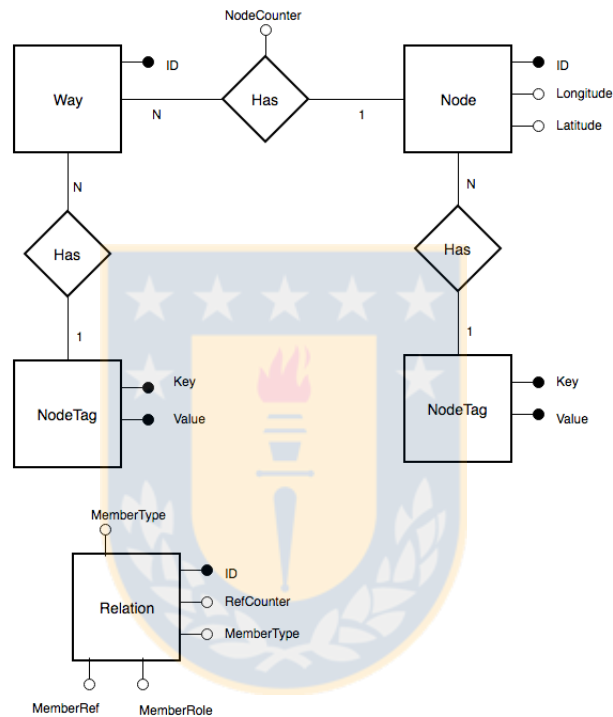 NodeCounter
Way
ID
Has
N
1
Node
ID
Longitude
Latitude
N
N
Has
Has
1
1
NodeTag
Key
Value
NodeTag
Key
Value
MemberType
Relation
ID
RefCounter
MemberType
MemberRef
MemberRole